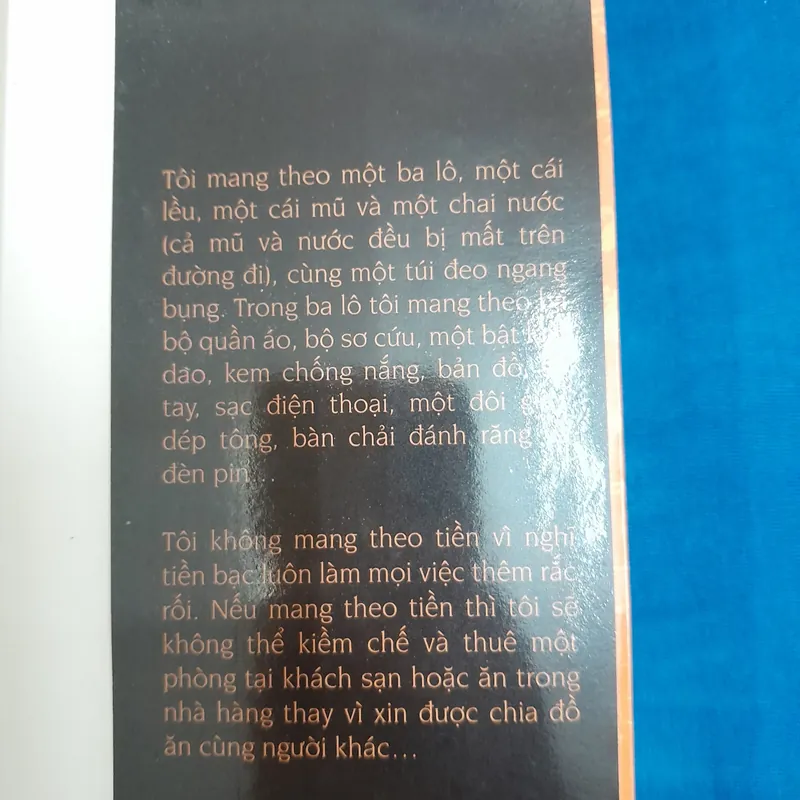 Tôi mang theo một ba lô, một cái
lều, một cái mũ và một chai nước
(cả mũ và nước đều bị mất trên
đường đi), cùng một túi đeo ngang
bụng. Trong ba lô tôi mang theo
bộ quần áo, bộ sơ cứu, một bật
dao, kem chống nắng, bản đồ,
tay, sạc điện thoại, một đôi
dép tông, bàn chải đánh răng
đèn pin...
Tôi không mang theo tiền vì nghĩ
tiền bạc luôn làm mọi việc thêm rắc
rối. Nếu mang theo tiền thì tôi sẽ
không thể kiềm chế và thuê một
phòng tại khách sạn hoặc ăn trong
nhà hàng thay vì xin được chia đồ
ăn cùng người khác...